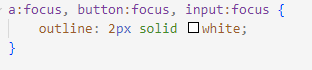 a:focus, button:focus, input:focus {
    outline: 2px solid white;
}